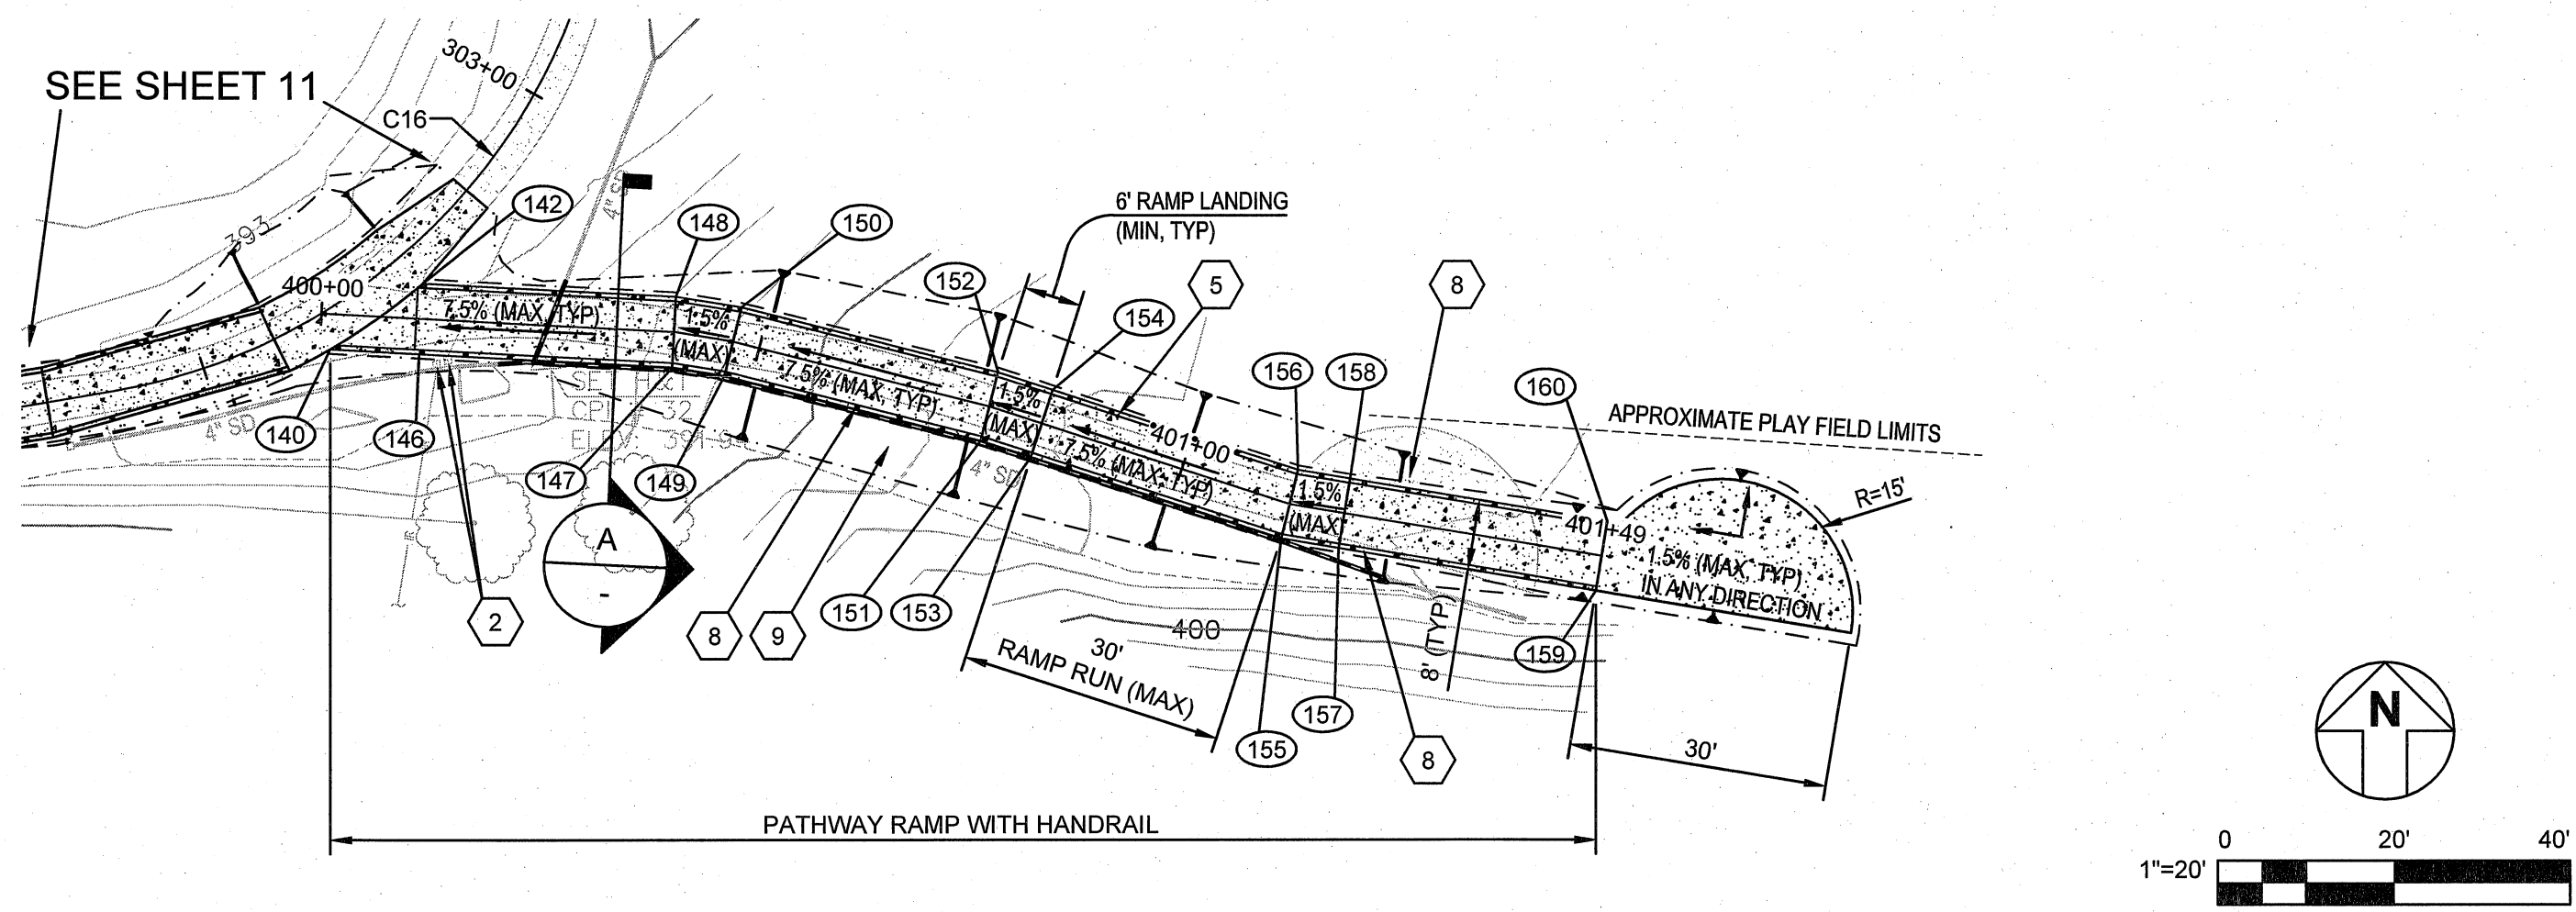 SEE SHEET 11
303+00
C16
393
400+00
142
4" SD
148
150
152
6' RAMP LANDING
(MIN, TYP)
154
5
8
7.5% (MAX, TYP)
1.5%
(MAX)
7.5% (MAX, TYP)
1.5%
(MAX)
401+00
7.5% (MAX, TYP)
156
158
160
1.5%
(MAX)
APPROXIMATE PLAY FIELD LIMITS
R=15'
401+49
1.5% (MAX, TYP)
IN ANY DIRECTION
140
4" SD
146
147
149
4" SD
A
-
2
8
9
151
153
400
30'
RAMP RUN (MAX)
8' (TYP)
155
157
159
8
30'
PATHWAY RAMP WITH HANDRAIL
N
0 20' 40'
1"=20'